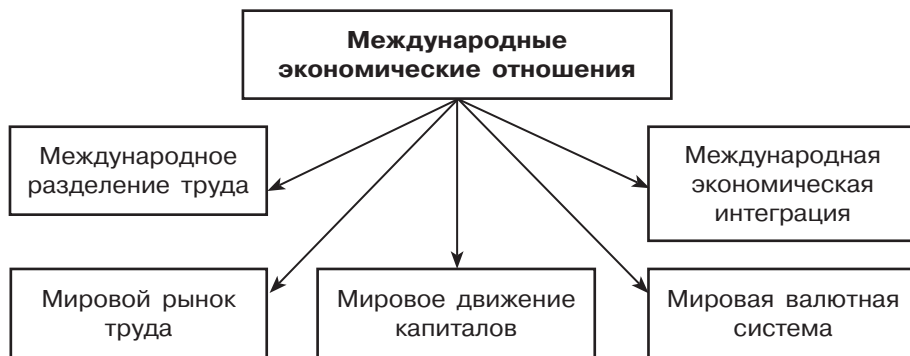 Международные
экономические отношения
Международное
разделение труда
Международная
экономическая
интеграция
Мировой рынок
труда
Мировое движение
капиталов
Мировая валютная
система